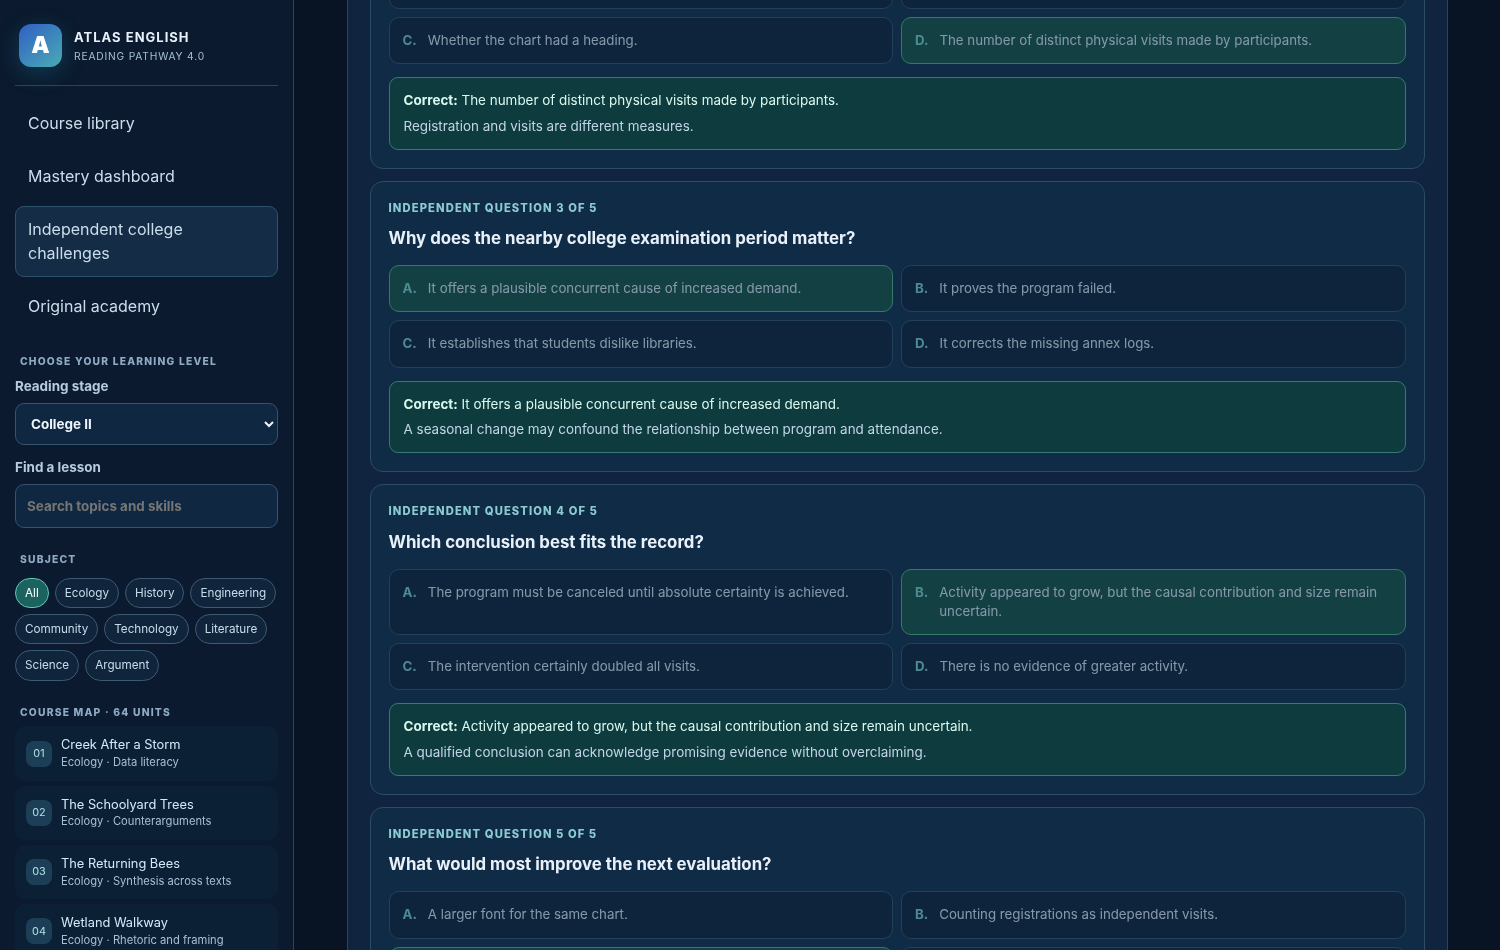 A
ATLAS ENGLISH
READING PATHWAY 4.0
Course library
Mastery dashboard
Independent college
challenges
Original academy
CHOOSE YOUR LEARNING LEVEL
Reading stage
College II
Find a lesson
Search topics and skills
SUBJECT
All
Ecology
History
Engineering
Community
Technology
Literature
Science
Argument
COURSE MAP · 64 UNITS
01
Creek After a Storm
Ecology · Data literacy
02
The Schoolyard Trees
Ecology · Counterarguments
03
The Returning Bees
Ecology · Synthesis across texts
04
Wetland Walkway
Ecology · Rhetoric and framing
C. Whether the chart had a heading.
D. The number of distinct physical visits made by participants.
Correct: The number of distinct physical visits made by participants.
Registration and visits are different measures.
INDEPENDENT QUESTION 3 OF 5
Why does the nearby college examination period matter?
A. It offers a plausible concurrent cause of increased demand.
B. It proves the program failed.
C. It establishes that students dislike libraries.
D. It corrects the missing annex logs.
Correct: It offers a plausible concurrent cause of increased demand.
A seasonal change may confound the relationship between program and attendance.
INDEPENDENT QUESTION 4 OF 5
Which conclusion best fits the record?
A. The program must be canceled until absolute certainty is achieved.
B. Activity appeared to grow, but the causal contribution and size remain
uncertain.
C. The intervention certainly doubled all visits.
D. There is no evidence of greater activity.
Correct: Activity appeared to grow, but the causal contribution and size remain uncertain.
A qualified conclusion can acknowledge promising evidence without overclaiming.
INDEPENDENT QUESTION 5 OF 5
What would most improve the next evaluation?
A. A larger font for the same chart.
B. Counting registrations as independent visits.